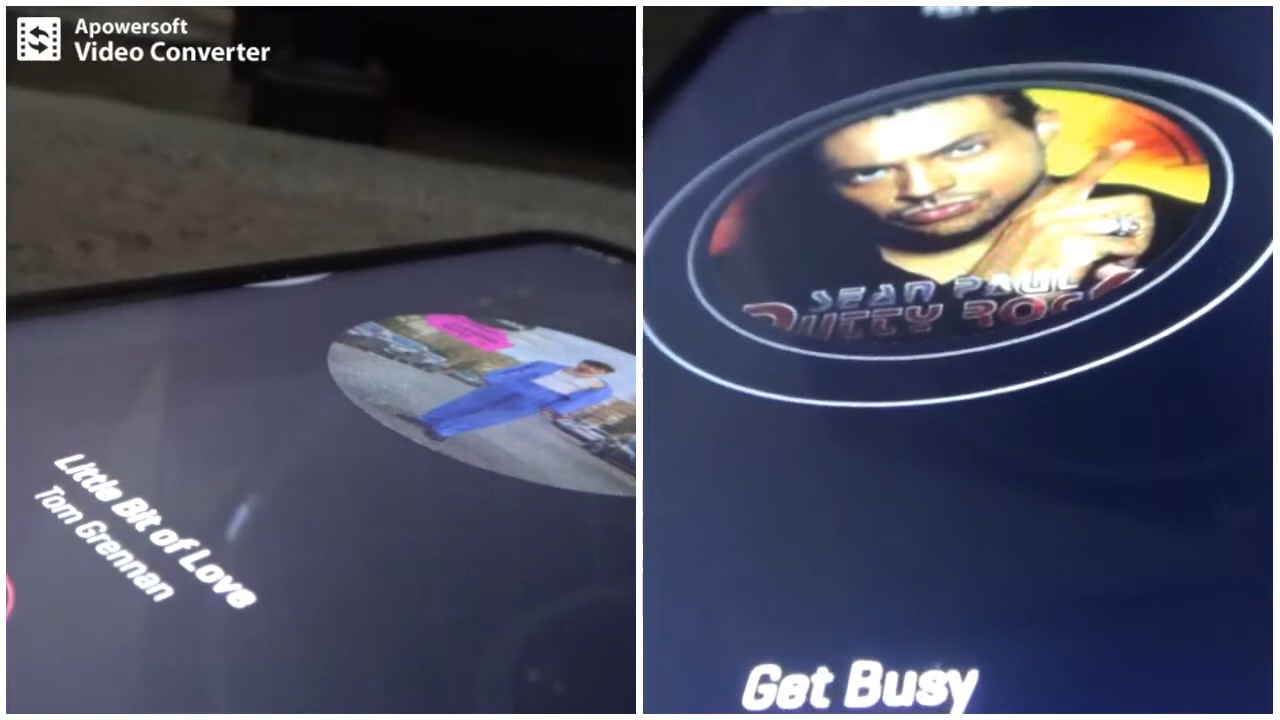 Apowersoft
Video Converter
Little Bit of Love
Tom Grennan
SEAN PAUL
DUTTY ROCK
Get Busy